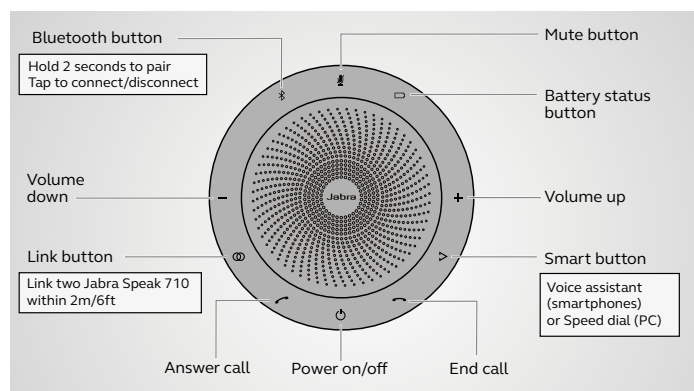 Bluetooth button
Hold 2 seconds to pair
Tap to connect/disconnect
Mute button
Battery status
button
Volume
down
Jabra
Volume up
Link button
Link two Jabra Speak 710
within 2m/6ft
Smart button
Voice assistant
(smartphones)
or Speed dial (PC)
Answer call
Power on/off
End call